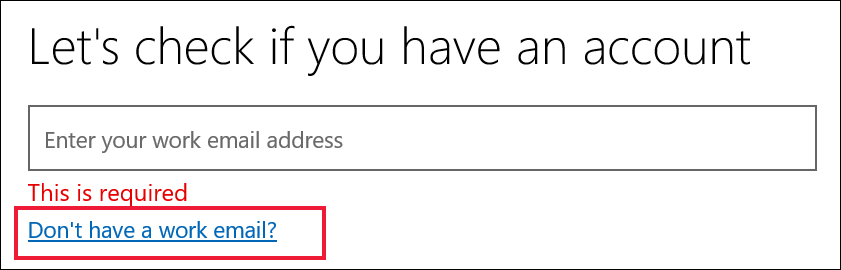 Let's check if you have an account
Enter your work email address
This is required
Don't have a work email?